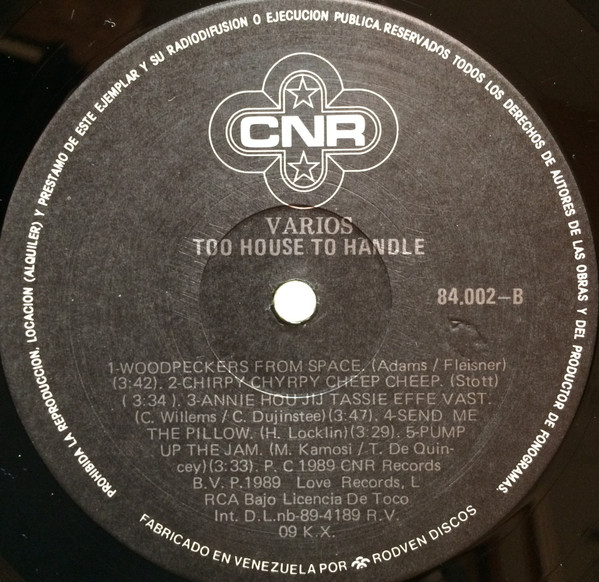 PROHIBIDA LA REPRODUCCION, LOCACION (ALQUILER) Y PRESTAMO DE ESTE EJEMPLAR Y SU RADIODIFUSION O EJECUCION PUBLICA. RESERVADOS TODOS LOS DERECHOS DE AUTORES DE LAS OBRAS Y DEL PRODUCTOR DE FONOGRAMAS.
CNR
VARIOS
TOO HOUSE TO HANDLE
84.002-B
1-WOODPECKERS FROM SPACE. (Adams / Fleisner)
(3:42). 2-CHIRPY CHYRPY CHEEP CHEEP. (Stott)
( 3:34 ). 3-ANNIE HOU JIJ TASSIE EFFE VAST.
(C. Willems / C. Dujinstee) (3:47). 4-SEND ME
THE PILLOW. (H. Locklin) (3:29). 5-PUMP
UP THE JAM. (M. Kamosi / T. De Quin-
cey) (3:33). P. C 1989 CNR Records
B. V. P. 1989 Love Records, L
RCA Bajo Licencia De Toco
Int. D.L.nb-89-4189 R.V.
09 K.X.
FABRICADO EN VENEZUELA POR RODVEN DISCOS